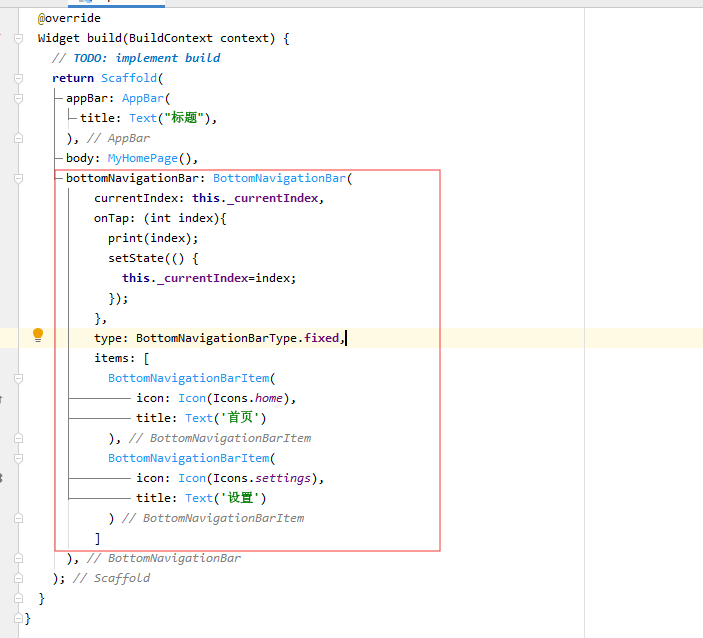 @override
Widget build(BuildContext context) {
// TODO: implement build
return Scaffold(
appBar: AppBar(
title: Text("标题"),
), // AppBar
body: MyHomePage(),
bottomNavigationBar: BottomNavigationBar(
currentIndex: this._currentIndex,
onTap: (int index){
print(index);
setState(() {
this._currentIndex=index;
});
},
type: BottomNavigationBarType.fixed,
items: [
BottomNavigationBarItem(
icon: Icon(Icons.home),
title: Text('首页')
), // BottomNavigationBarItem
BottomNavigationBarItem(
icon: Icon(Icons.settings),
title: Text('设置')
) // BottomNavigationBarItem
]
), // BottomNavigationBar
); // Scaffold
}
}